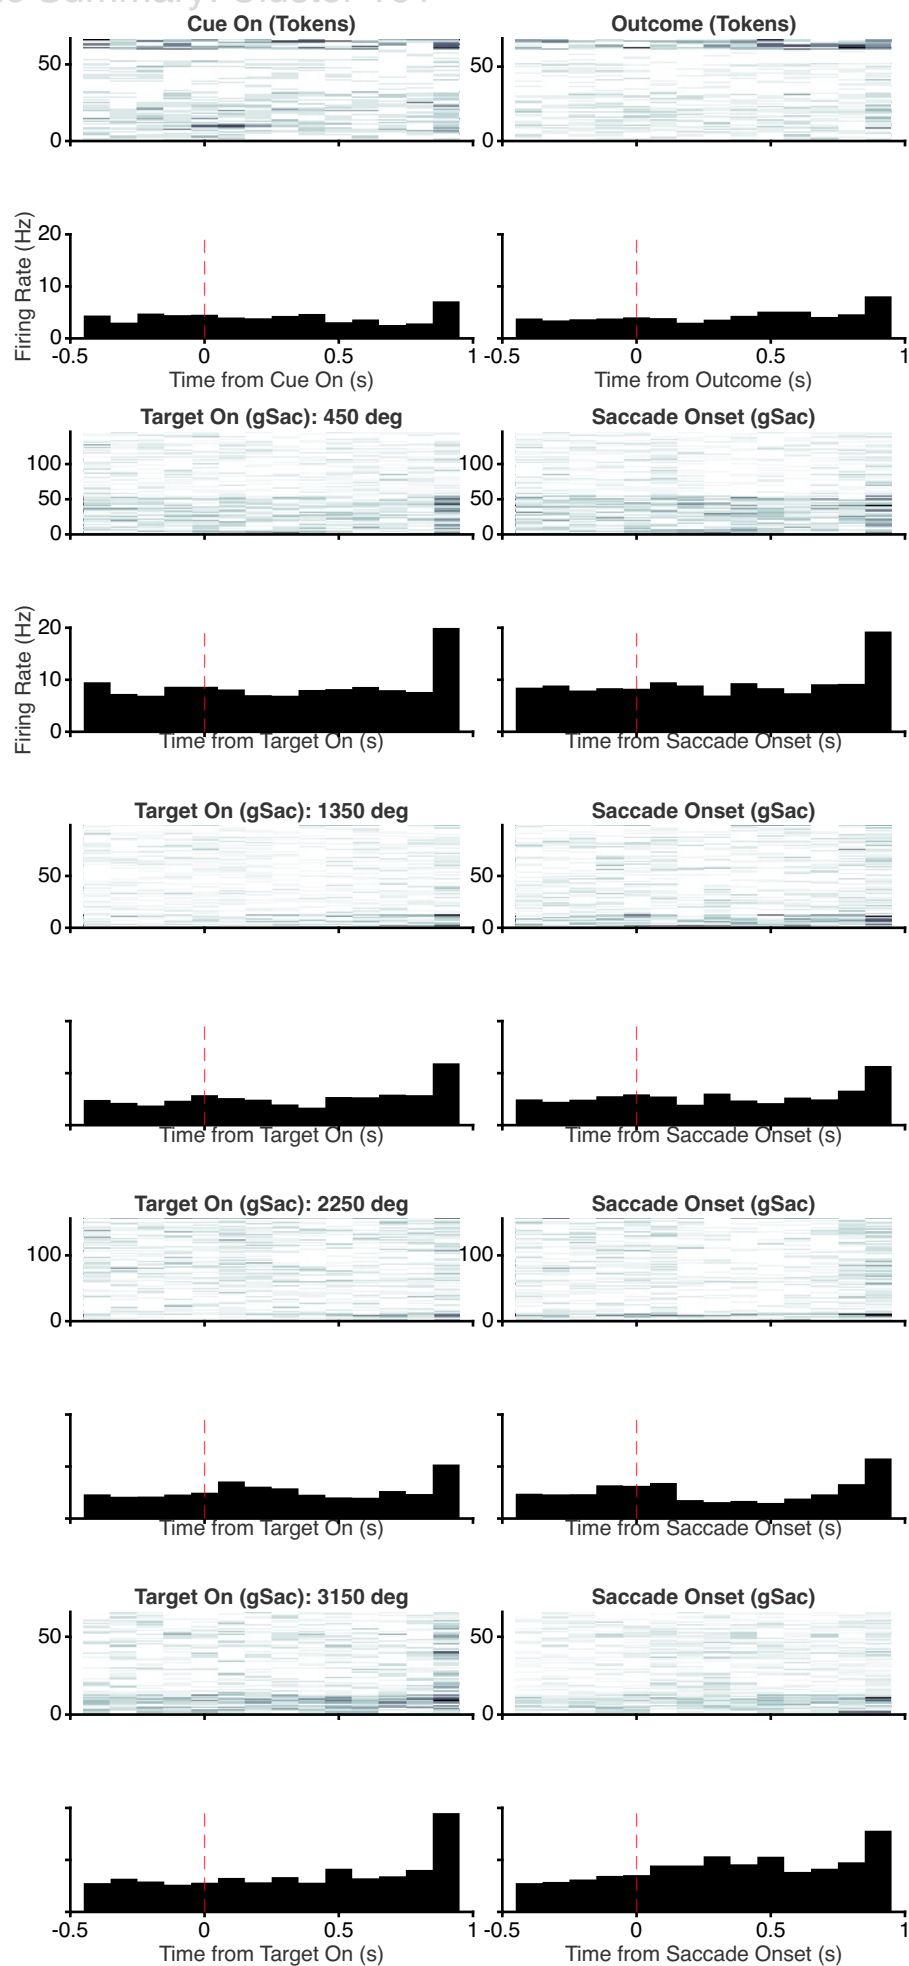 Summary: Cluster
Cue On (Tokens) Outcome (Tokens)
50 50
0 0
Firing Rate (Hz)
20
10
0
-0.5 0 0.5 1 -0.5 0 0.5 1
Time from Cue On (s) Time from Outcome (s)
Target On (gSac): 450 deg Saccade Onset (gSac)
100 100
50 50
0 0
Firing Rate (Hz)
20
10
0
Time from Target On (s) Time from Saccade Onset (s)
Target On (gSac): 1350 deg Saccade Onset (gSac)
50 50
0 0
Time from Target On (s) Time from Saccade Onset (s)
Target On (gSac): 2250 deg Saccade Onset (gSac)
100 100
0 0
Time from Target On (s) Time from Saccade Onset (s)
Target On (gSac): 3150 deg Saccade Onset (gSac)
50 50
0 0
-0.5 0 0.5 1 -0.5 0 0.5 1
Time from Target On (s) Time from Saccade Onset (s)